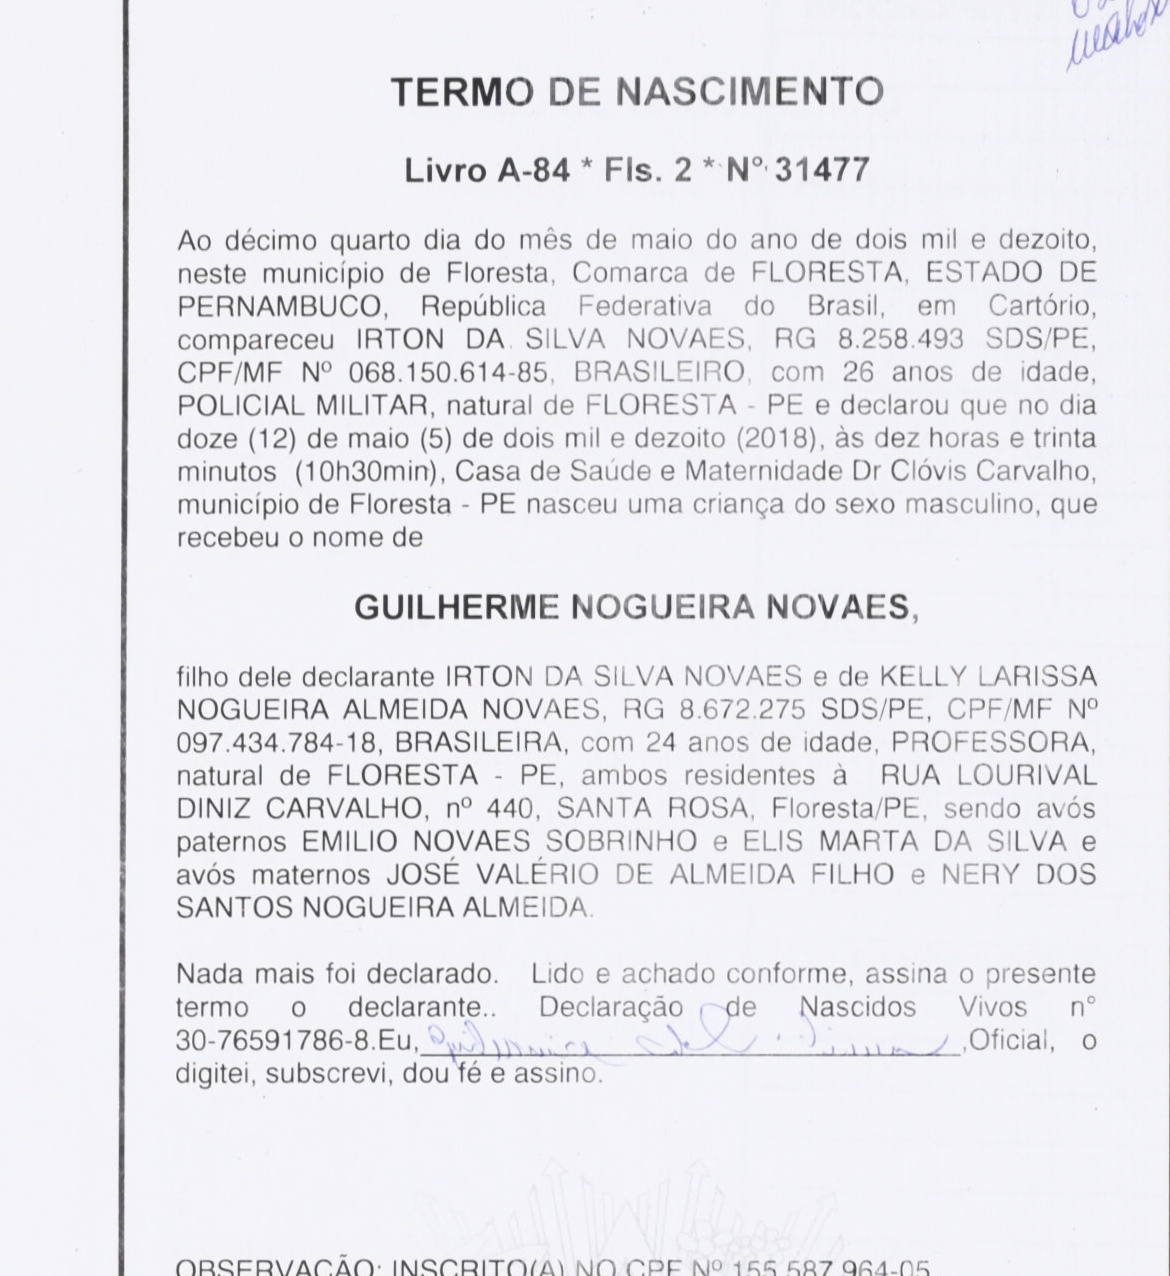 TERMO DE NASCIMENTO
Livro A-84 * Fls. 2 * Nº 31477
Ao décimo quarto dia do mês de maio do ano de dois mil e dezoito,
neste município de Floresta, Comarca de FLORESTA, ESTADO DE
PERNAMBUCO, República Federativa do Brasil, em Cartório,
compareceu IRTON DA SILVA NOVAES, RG 8.258.493 SDS/PE,
CPF/MF Nº 068.150.614-85, BRASILEIRO, com 26 anos de idade,
POLICIAL MILITAR, natural de FLORESTA - PE e declarou que no dia
doze (12) de maio (5) de dois mil e dezoito (2018), às dez horas e trinta
minutos (10h30min), Casa de Saúde e Maternidade Dr Clóvis Carvalho,
município de Floresta - PE nasceu uma criança do sexo masculino, que
recebeu o nome de
GUILHERME NOGUEIRA NOVAES,
filho dele declarante IRTON DA SILVA NOVAES e de KELLY LARISSA
NOGUEIRA ALMEIDA NOVAES, RG 8.672.275 SDS/PE, CPF/MF Nº
097.434.784-18, BRASILEIRA, com 24 anos de idade, PROFESSORA,
natural de FLORESTA - PE, ambos residentes à RUA LOURIVAL
DINIZ CARVALHO, nº 440, SANTA ROSA, Floresta/PE, sendo avós
paternos EMILIO NOVAES SOBRINHO e ELIS MARTA DA SILVA e
avós maternos JOSÉ VALÉRIO DE ALMEIDA FILHO e NERY DOS
SANTOS NOGUEIRA ALMEIDA.
Nada mais foi declarado. Lido e achado conforme, assina o presente
termo o declarante.. Declaração de Nascidos Vivos n°
30-76591786-8.Eu, ,Oficial, o
digitei, subscrevi, dou fé e assino.
OBSERVAÇÃO: INSCRITO(A) NO CPF Nº 155.587.964-05